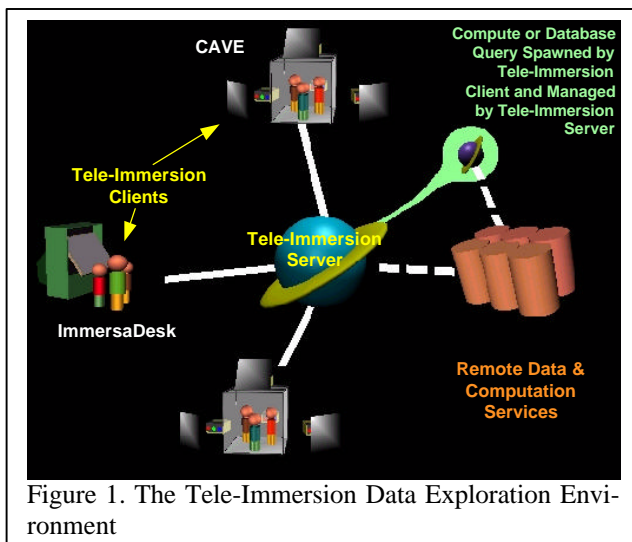 CAVE
Compute or Database
Query Spawned by
Tele-Immersion
Client and Managed
by Tele-Immersion
Server
Tele-Immersion
Clients
Tele-Immersion
Server
ImmersaDesk
Remote Data &
Computation
Services
Figure 1. The Tele-Immersion Data Exploration Envi-
ronment